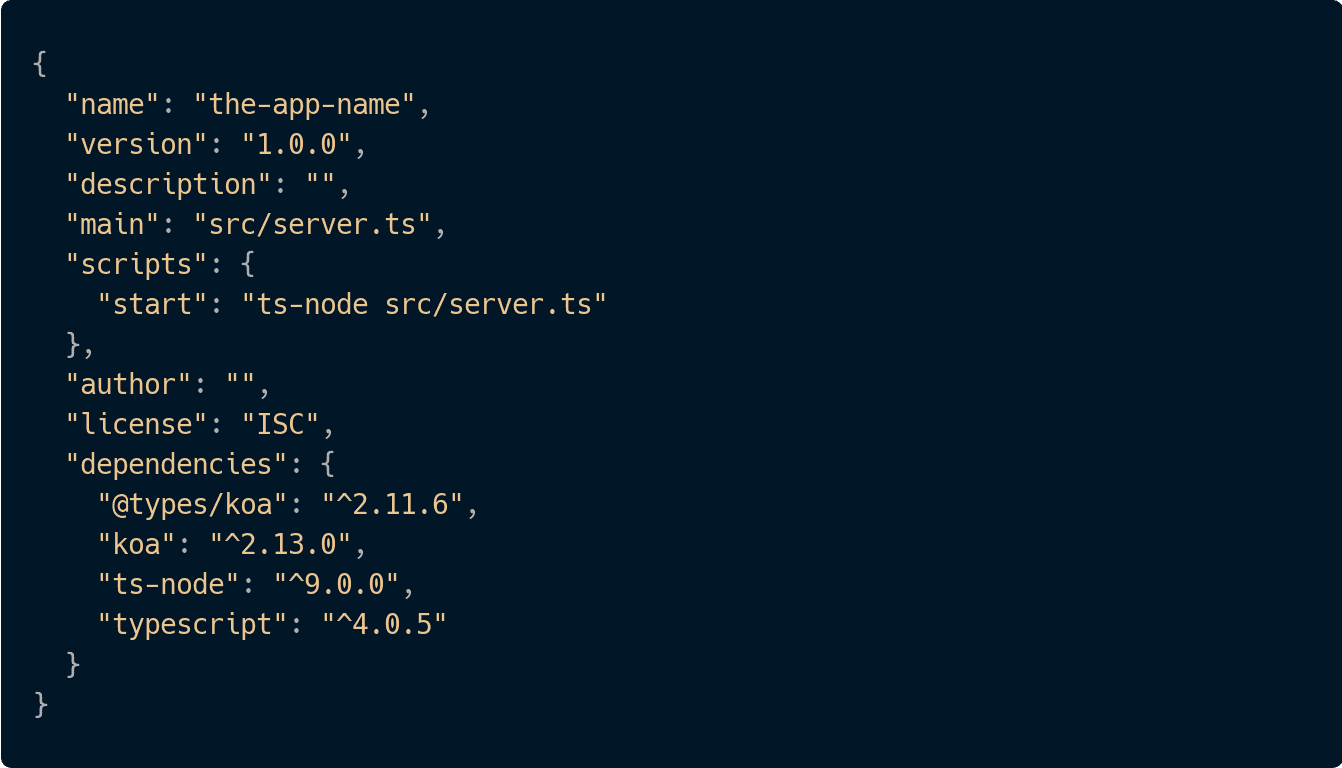 {
  "name": "the-app-name",
  "version": "1.0.0",
  "description": "",
  "main": "src/server.ts",
  "scripts": {
    "start": "ts-node src/server.ts"
  },
  "author": "",
  "license": "ISC",
  "dependencies": {
    "@types/koa": "^2.11.6",
    "koa": "^2.13.0",
    "ts-node": "^9.0.0",
    "typescript": "^4.0.5"
  }
}